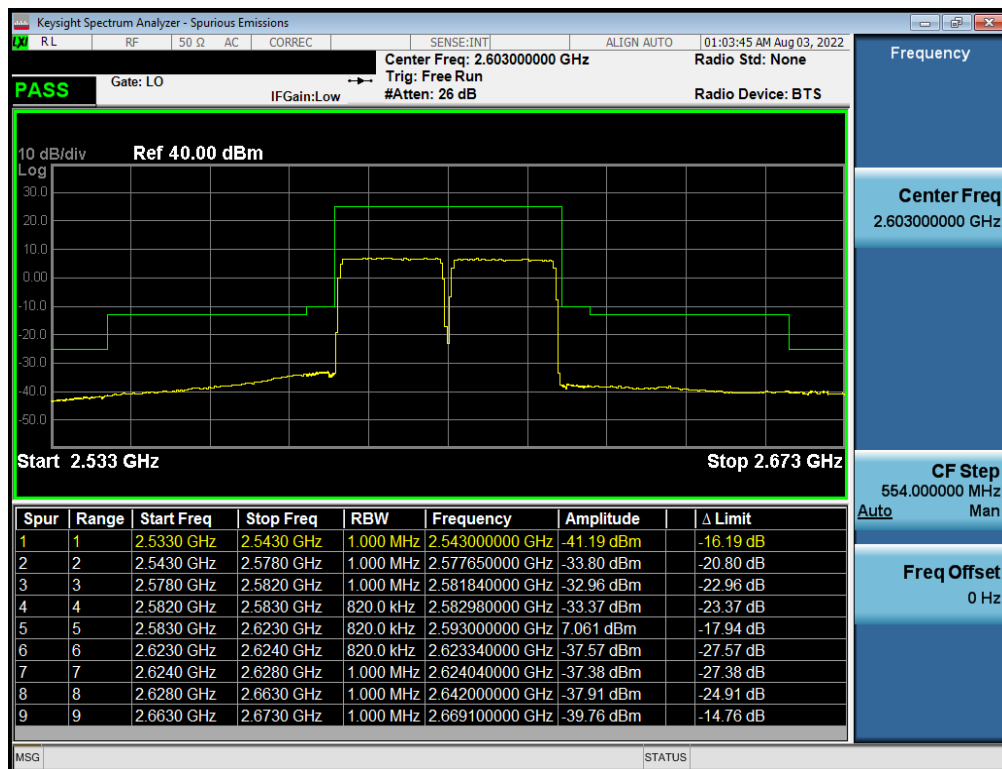 Keysight Spectrum Analyzer - Spurious Emissions
LXI RL RF 50 Ω AC CORREC SENSE:INT ALIGN AUTO 01:03:45 AM Aug 03, 2022
Center Freq: 2.603000000 GHz Radio Std: None
PASS Gate: LO Trig: Free Run
IFGain:Low #Atten: 26 dB Radio Device: BTS
10 dB/div Ref 40.00 dBm
Log
30.0
20.0
10.0
0.00
-10.0
-20.0
-30.0
-40.0
-50.0
Start 2.533 GHz Stop 2.673 GHz
Spur Range Start Freq Stop Freq RBW Frequency Amplitude Δ Limit
1 1 2.5330 GHz 2.5430 GHz 1.000 MHz 2.543000000 GHz -41.19 dBm -16.19 dB
2 2 2.5430 GHz 2.5780 GHz 1.000 MHz 2.577650000 GHz -33.80 dBm -20.80 dB
3 3 2.5780 GHz 2.5820 GHz 1.000 MHz 2.581840000 GHz -32.96 dBm -22.96 dB
4 4 2.5820 GHz 2.5830 GHz 820.0 kHz 2.582980000 GHz -33.37 dBm -23.37 dB
5 5 2.5830 GHz 2.6230 GHz 820.0 kHz 2.593000000 GHz 7.061 dBm -17.94 dB
6 6 2.6230 GHz 2.6240 GHz 820.0 kHz 2.623340000 GHz -37.57 dBm -27.57 dB
7 7 2.6240 GHz 2.6280 GHz 1.000 MHz 2.624040000 GHz -37.38 dBm -27.38 dB
8 8 2.6280 GHz 2.6630 GHz 1.000 MHz 2.642000000 GHz -37.91 dBm -24.91 dB
9 9 2.6630 GHz 2.6730 GHz 1.000 MHz 2.669100000 GHz -39.76 dBm -14.76 dB
MSG STATUS
Frequency
Center Freq
2.603000000 GHz
CF Step
554.000000 MHz
Auto Man
Freq Offset
0 Hz